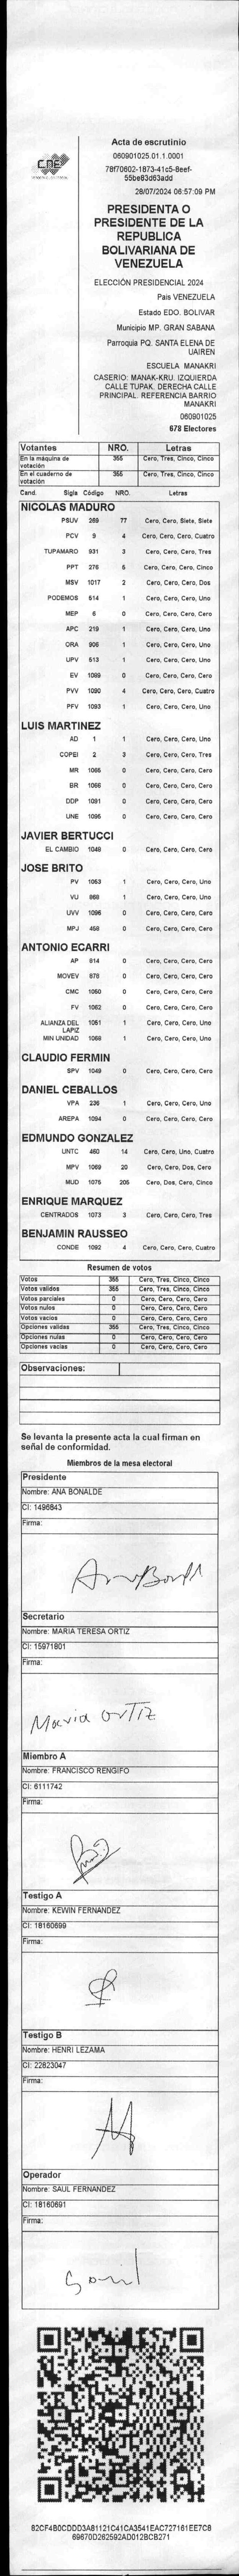 CNE
Acta de escrutinio
060901025.01.1.0001
78f70602-1873-41c5-8eef-
55be83d63add
28/07/2024 06:57:09 PM
PRESIDENTA O
PRESIDENTE DE LA
REPUBLICA
BOLIVARIANA DE
VENEZUELA
ELECCIÓN PRESIDENCIAL 2024
País VENEZUELA
Estado EDO. BOLIVAR
Municipio MP. GRAN SABANA
Parroquia PQ. SANTA ELENA DE
UAIREN
ESCUELA MANAKRI
CASERIO: MANAK-KRU. IZQUIERDA
CALLE TUPAK. DERECHA CALLE
PRINCIPAL. REFERENCIA BARRIO
MANAKRI
060901025
678 Electores
Votantes NRO. Letras
En la máquina de votación 355 Cero, Tres, Cinco, Cinco
En el cuaderno de votación 355 Cero, Tres, Cinco, Cinco
Cand. Sigla Código NRO. Letras
NICOLAS MADURO
PSUV 269 77 Cero, Cero, Siete, Siete
PCV 9 4 Cero, Cero, Cero, Cuatro
TUPAMARO 931 3 Cero, Cero, Cero, Tres
PPT 276 5 Cero, Cero, Cero, Cinco
MSV 1017 2 Cero, Cero, Cero, Dos
PODEMOS 514 1 Cero, Cero, Cero, Uno
MEP 6 0 Cero, Cero, Cero, Cero
APC 219 1 Cero, Cero, Cero, Uno
ORA 906 1 Cero, Cero, Cero, Uno
UPV 513 1 Cero, Cero, Cero, Uno
EV 1089 0 Cero, Cero, Cero, Cero
PVV 1090 4 Cero, Cero, Cero, Cuatro
PFV 1093 1 Cero, Cero, Cero, Uno
LUIS MARTINEZ
AD 1 1 Cero, Cero, Cero, Uno
COPEI 2 3 Cero, Cero, Cero, Tres
MR 1065 0 Cero, Cero, Cero, Cero
BR 1066 0 Cero, Cero, Cero, Cero
DDP 1091 0 Cero, Cero, Cero, Cero
UNE 1095 0 Cero, Cero, Cero, Cero
JAVIER BERTUCCI
EL CAMBIO 1048 0 Cero, Cero, Cero, Cero
JOSE BRITO
PV 1053 1 Cero, Cero, Cero, Uno
VU 868 1 Cero, Cero, Cero, Uno
UVV 1096 0 Cero, Cero, Cero, Cero
MPJ 458 0 Cero, Cero, Cero, Cero
ANTONIO ECARRI
AP 814 0 Cero, Cero, Cero, Cero
MOVEV 878 0 Cero, Cero, Cero, Cero
CMC 1050 0 Cero, Cero, Cero, Cero
FV 1062 0 Cero, Cero, Cero, Cero
ALIANZA DEL LAPIZ 1051 1 Cero, Cero, Cero, Uno
MIN UNIDAD 1068 1 Cero, Cero, Cero, Uno
CLAUDIO FERMIN
SPV 1049 0 Cero, Cero, Cero, Cero
DANIEL CEBALLOS
VPA 236 1 Cero, Cero, Cero, Uno
AREPA 1094 0 Cero, Cero, Cero, Cero
EDMUNDO GONZALEZ
UNTC 460 14 Cero, Cero, Uno, Cuatro
MPV 1069 20 Cero, Cero, Dos, Cero
MUD 1075 205 Cero, Dos, Cero, Cinco
ENRIQUE MARQUEZ
CENTRADOS 1073 3 Cero, Cero, Cero, Tres
BENJAMIN RAUSSEO
CONDE 1092 4 Cero, Cero, Cero, Cuatro
Resumen de votos
Votos 355 Cero, Tres, Cinco, Cinco
Votos validos 355 Cero, Tres, Cinco, Cinco
Votos parciales 0 Cero, Cero, Cero, Cero
Votos nulos 0 Cero, Cero, Cero, Cero
Votos vacios 0 Cero, Cero, Cero, Cero
Opciones validas 355 Cero, Tres, Cinco, Cinco
Opciones nulas 0 Cero, Cero, Cero, Cero
Opciones vacias 0 Cero, Cero, Cero, Cero
Observaciones:
Se levanta la presente acta la cual firman en
señal de conformidad.
Miembros de la mesa electoral
Presidente
Nombre: ANA BONALDE
CI: 1496843
Firma:
Secretario
Nombre: MARIA TERESA ORTIZ
CI: 15971801
Firma:
Maria ORTIZ
Miembro A
Nombre: FRANCISCO RENGIFO
CI: 6111742
Firma:
Testigo A
Nombre: KEWIN FERNANDEZ
CI: 18160699
Firma:
Testigo B
Nombre: HENRI LEZAMA
CI: 22823047
Firma:
Operador
Nombre: SAUL FERNANDEZ
CI: 18160691
Firma:
82CF4B0CDDD3A81121C41CA3541EAC727161EE7C8
69670D282592AD012BCB271